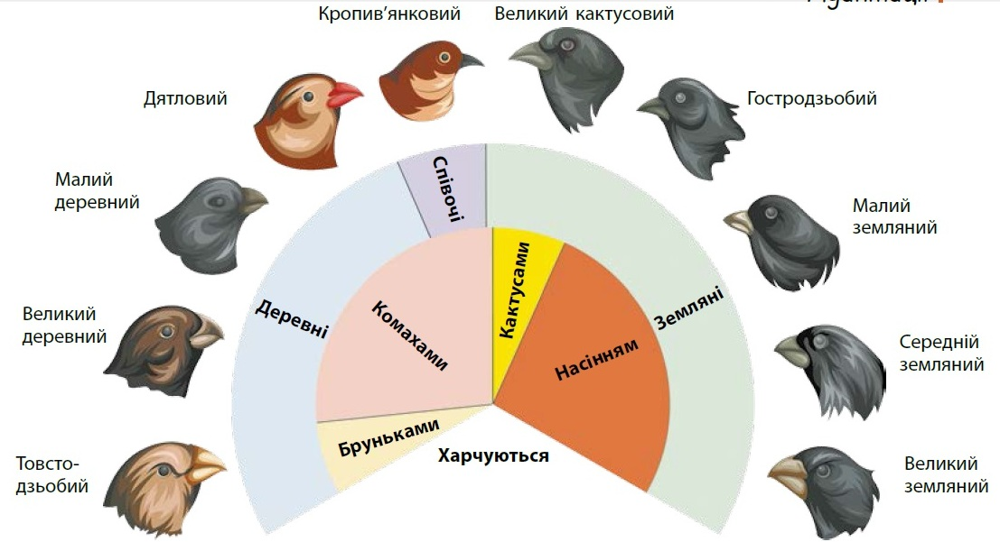 Адаптації
Кропив’янковий
Великий кактусовий
Дятловий
Гостродзьобий
Малий
деревний
Малий
земляний
Великий
деревний
Середній
земляний
Товсто-
дзьобий
Великий
земляний
Співочі
Деревні
Земляні
Комахами
Кактусами
Насінням
Бруньками
Харчуються